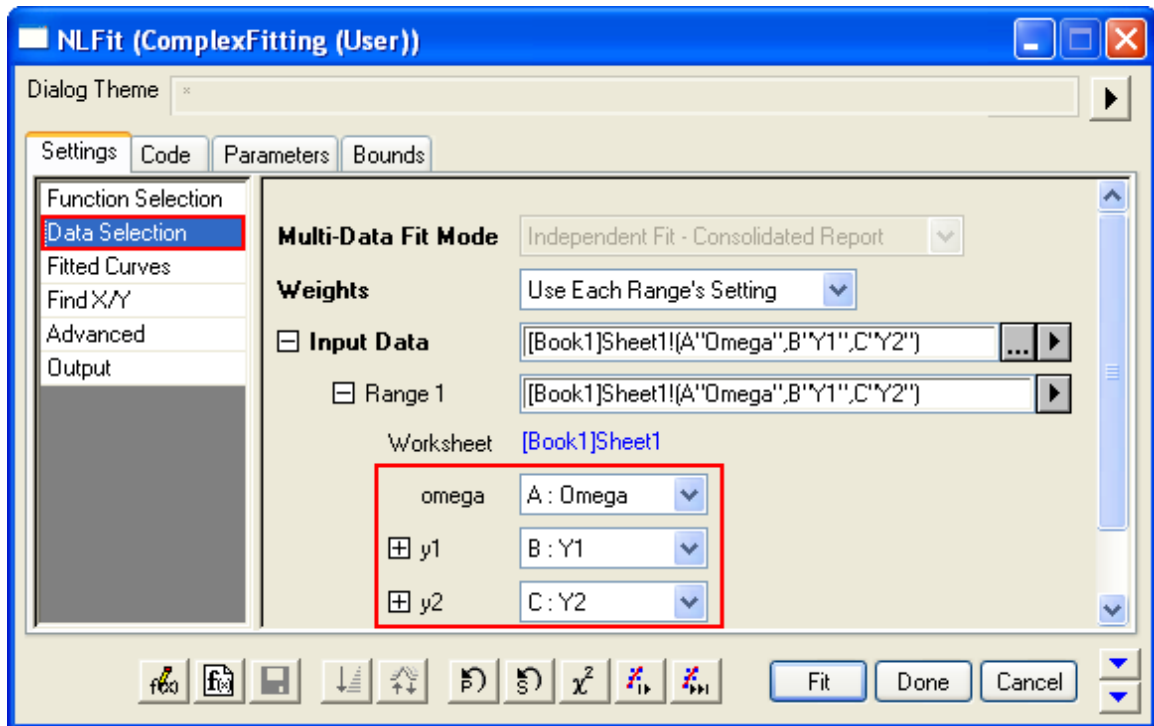 NLFit (ComplexFitting (User))
Dialog Theme *
Settings Code Parameters Bounds
Function Selection
Data Selection
Fitted Curves
Find X/Y
Advanced
Output
Multi-Data Fit Mode Independent Fit - Consolidated Report
Weights Use Each Range's Setting
Input Data [Book1]Sheet1!(A"Omega",B"Y1",C"Y2") ...
Range 1 [Book1]Sheet1!(A"Omega",B"Y1",C"Y2")
Worksheet [Book1]Sheet1
omega A : Omega
y1 B : Y1
y2 C : Y2
f(x) f(x) P S χ² Fit Done Cancel